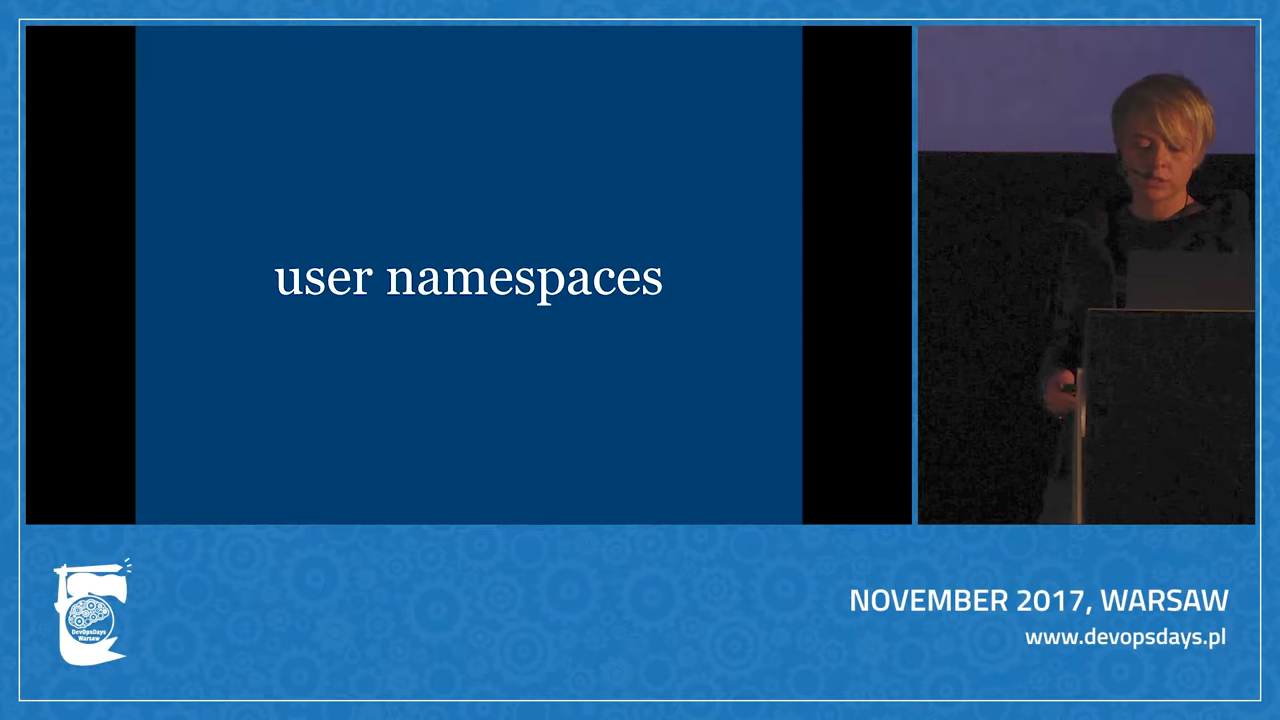 user namespaces
DevOpsDays
Warsaw
NOVEMBER 2017, WARSAW
www.devopsdays.pl